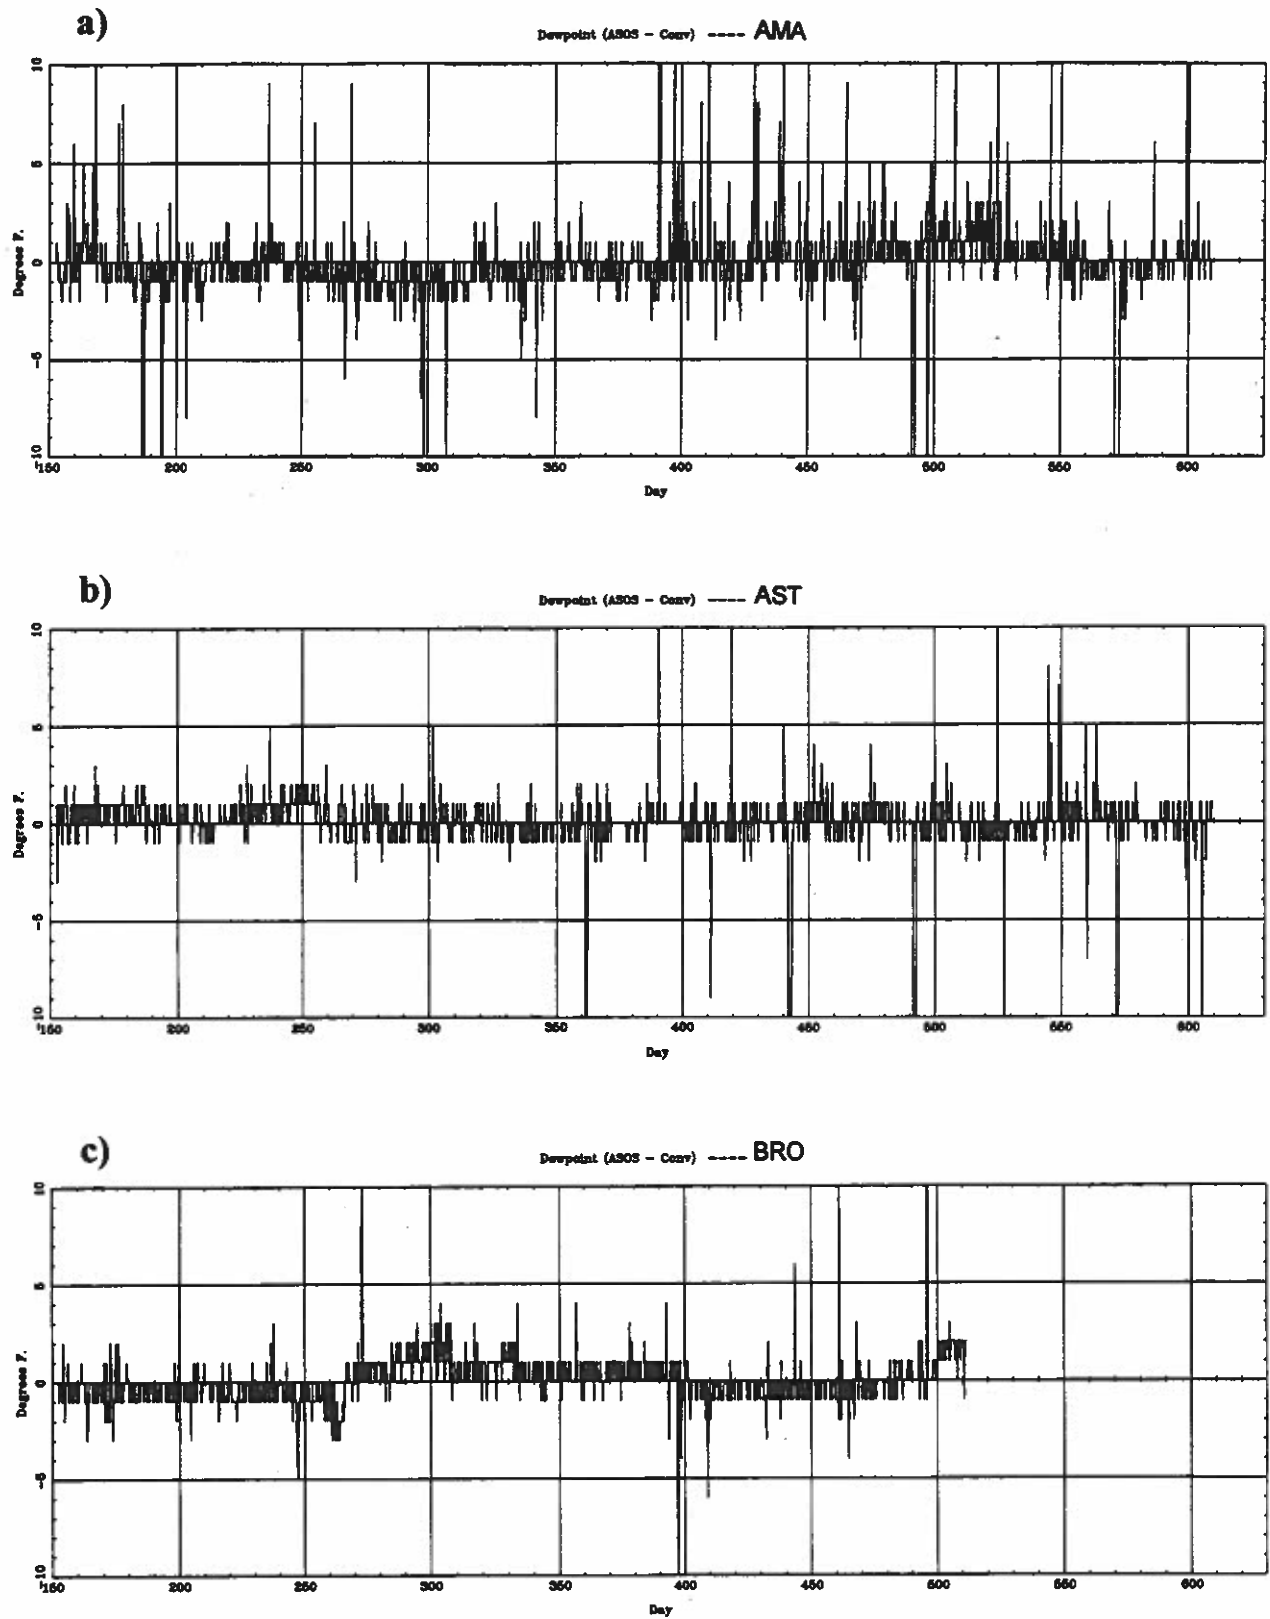 a)
Dewpoint (ASOS - Conv) ---- AMA
10
5
0
-5
-10
Degrees F.
150 200 250 300 350 400 450 500 550 600
Day
b)
Dewpoint (ASOS - Conv) ---- AST
10
5
0
-5
-10
Degrees F.
150 200 250 300 350 400 450 500 550 600
Day
c)
Dewpoint (ASOS - Conv) ---- BRO
10
5
0
-5
-10
Degrees F.
150 200 250 300 350 400 450 500 550 600
Day